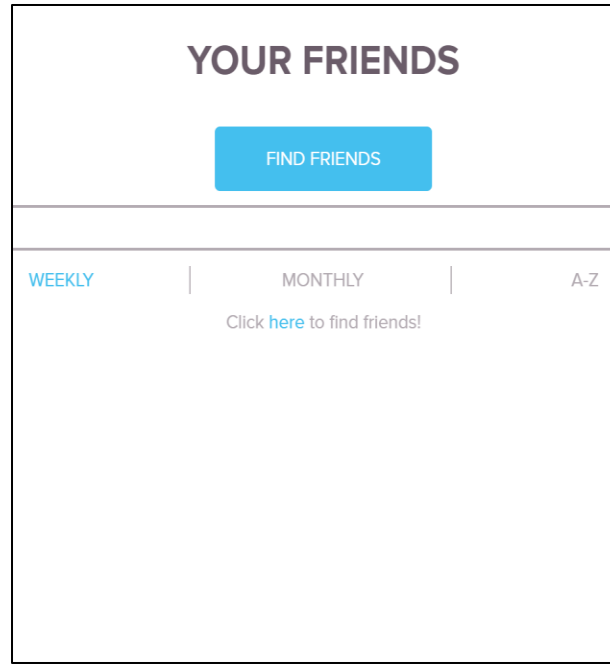 YOUR FRIENDS
FIND FRIENDS
WEEKLY
MONTHLY
A-Z
Click here to find friends!